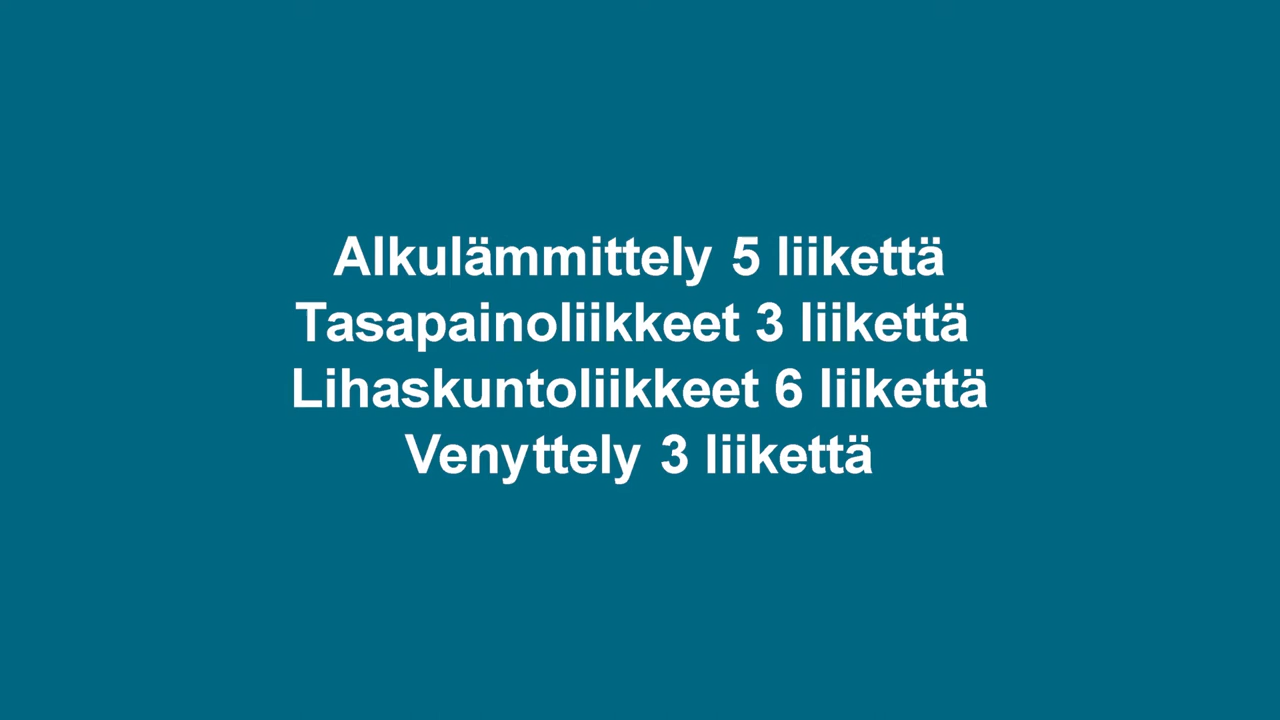 Alkulämmittely 5 liikettä
Tasapainoliikkeet 3 liikettä
Lihaskuntoliikkeet 6 liikettä
Venyttely 3 liikettä